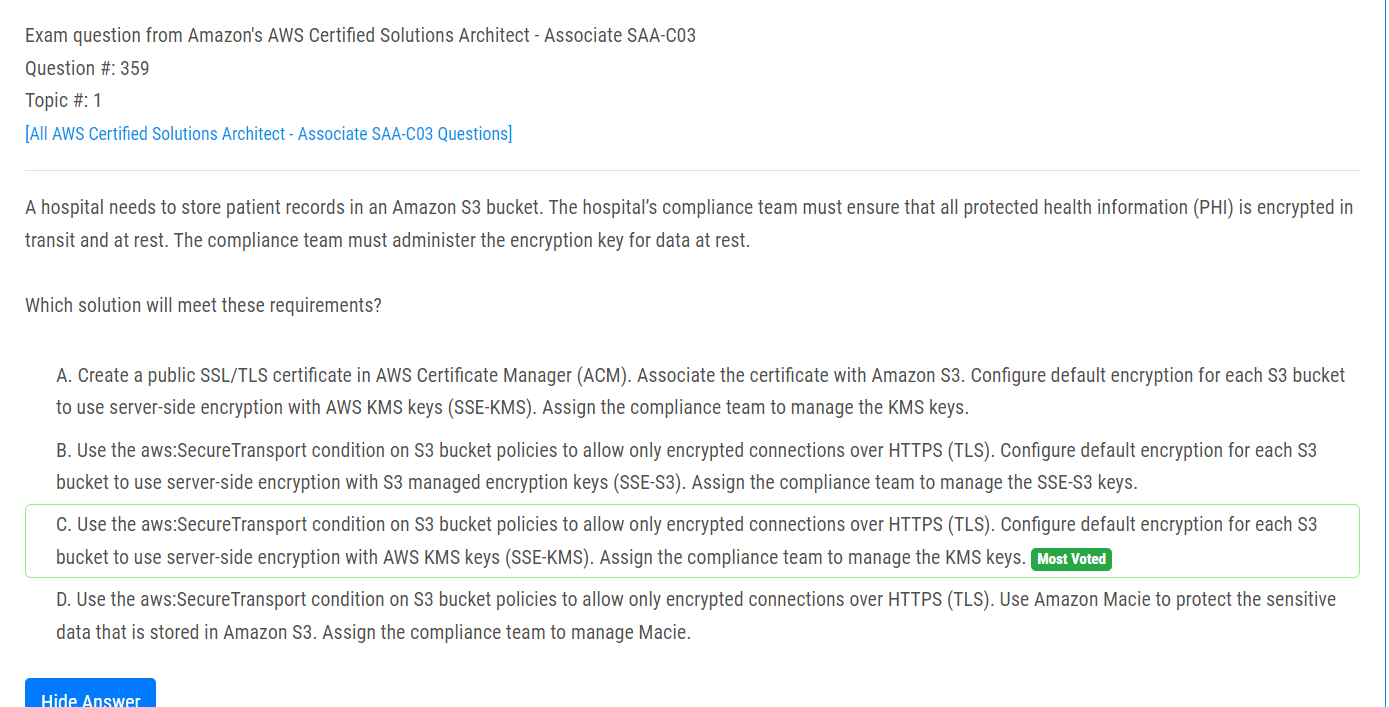 Exam question from Amazon's AWS Certified Solutions Architect - Associate SAA-C03
Question #: 359
Topic #: 1
[All AWS Certified Solutions Architect - Associate SAA-C03 Questions]
A hospital needs to store patient records in an Amazon S3 bucket. The hospital’s compliance team must ensure that all protected health information (PHI) is encrypted in
transit and at rest. The compliance team must administer the encryption key for data at rest.
Which solution will meet these requirements?
A. Create a public SSL/TLS certificate in AWS Certificate Manager (ACM). Associate the certificate with Amazon S3. Configure default encryption for each S3 bucket
to use server-side encryption with AWS KMS keys (SSE-KMS). Assign the compliance team to manage the KMS keys.
B. Use the aws:SecureTransport condition on S3 bucket policies to allow only encrypted connections over HTTPS (TLS). Configure default encryption for each S3
bucket to use server-side encryption with S3 managed encryption keys (SSE-S3). Assign the compliance team to manage the SSE-S3 keys.
C. Use the aws:SecureTransport condition on S3 bucket policies to allow only encrypted connections over HTTPS (TLS). Configure default encryption for each S3
bucket to use server-side encryption with AWS KMS keys (SSE-KMS). Assign the compliance team to manage the KMS keys. Most Voted
D. Use the aws:SecureTransport condition on S3 bucket policies to allow only encrypted connections over HTTPS (TLS). Use Amazon Macie to protect the sensitive
data that is stored in Amazon S3. Assign the compliance team to manage Macie.
Hide Answer